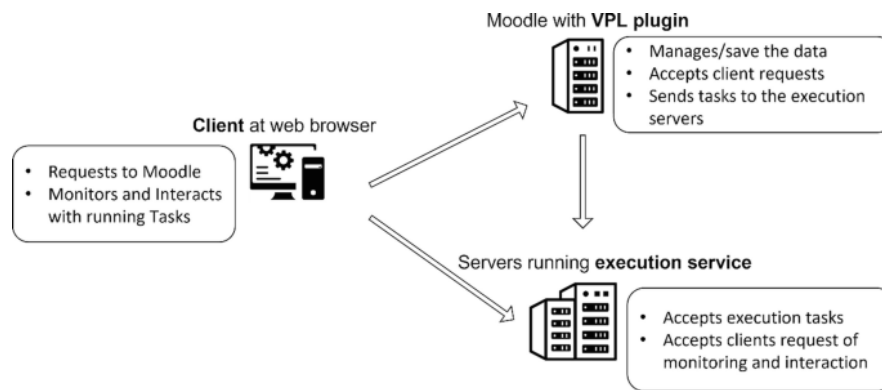 Moodle with VPL plugin
• Manages/save the data
• Accepts client requests
• Sends tasks to the execution
servers
Client at web browser
• Requests to Moodle
• Monitors and Interacts
with running Tasks
Servers running execution service
• Accepts execution tasks
• Accepts clients request of
monitoring and interaction